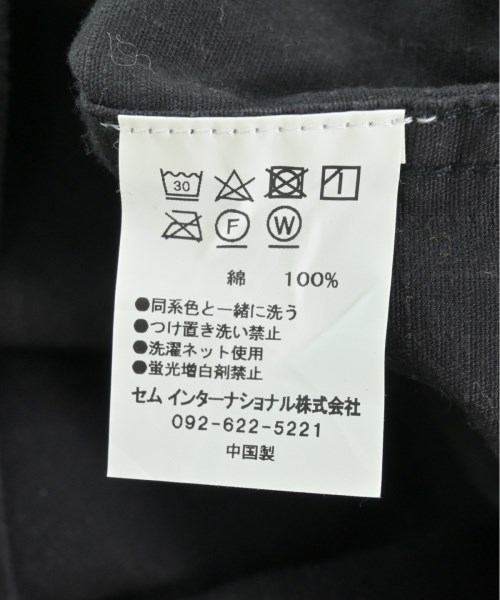 30
F W
綿 100%
●同系色と一緒に洗う
●つけ置き洗い禁止
●洗濯ネット使用
●蛍光増白剤禁止
セム インターナショナル株式会社
092-622-5221
中国製